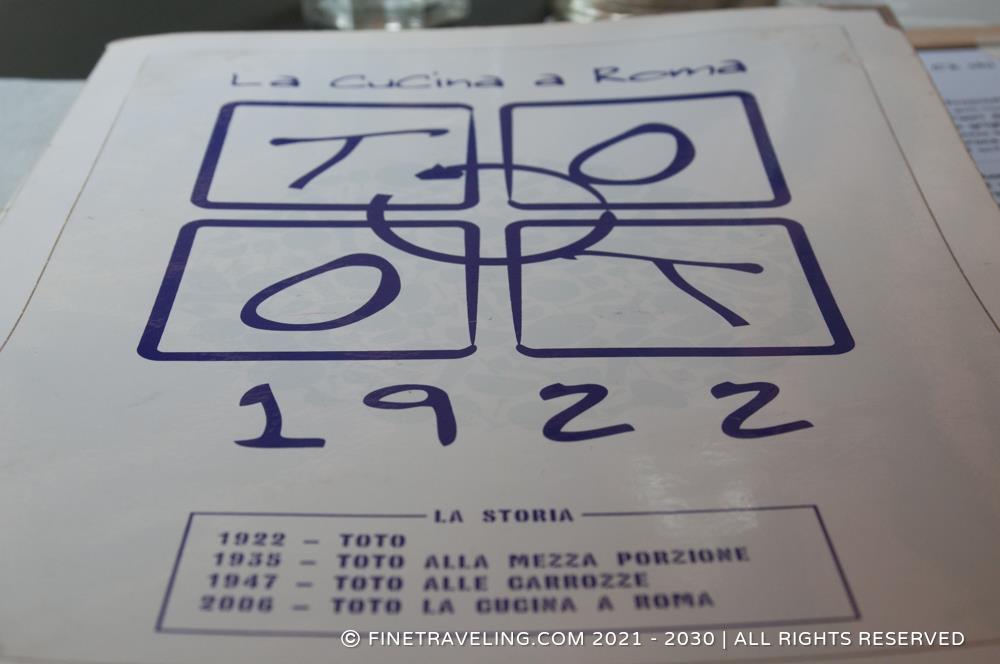 La cucina a Roma
T O
O T
1922
LA STORIA
1922 – TOTO
1935 – TOTO ALLA MEZZA PORZIONE
1947 – TOTO ALLE CARROZZE
2006 – TOTO LA CUCINA A ROMA
© FINETRAVELING.COM 2021 - 2030 | ALL RIGHTS RESERVED